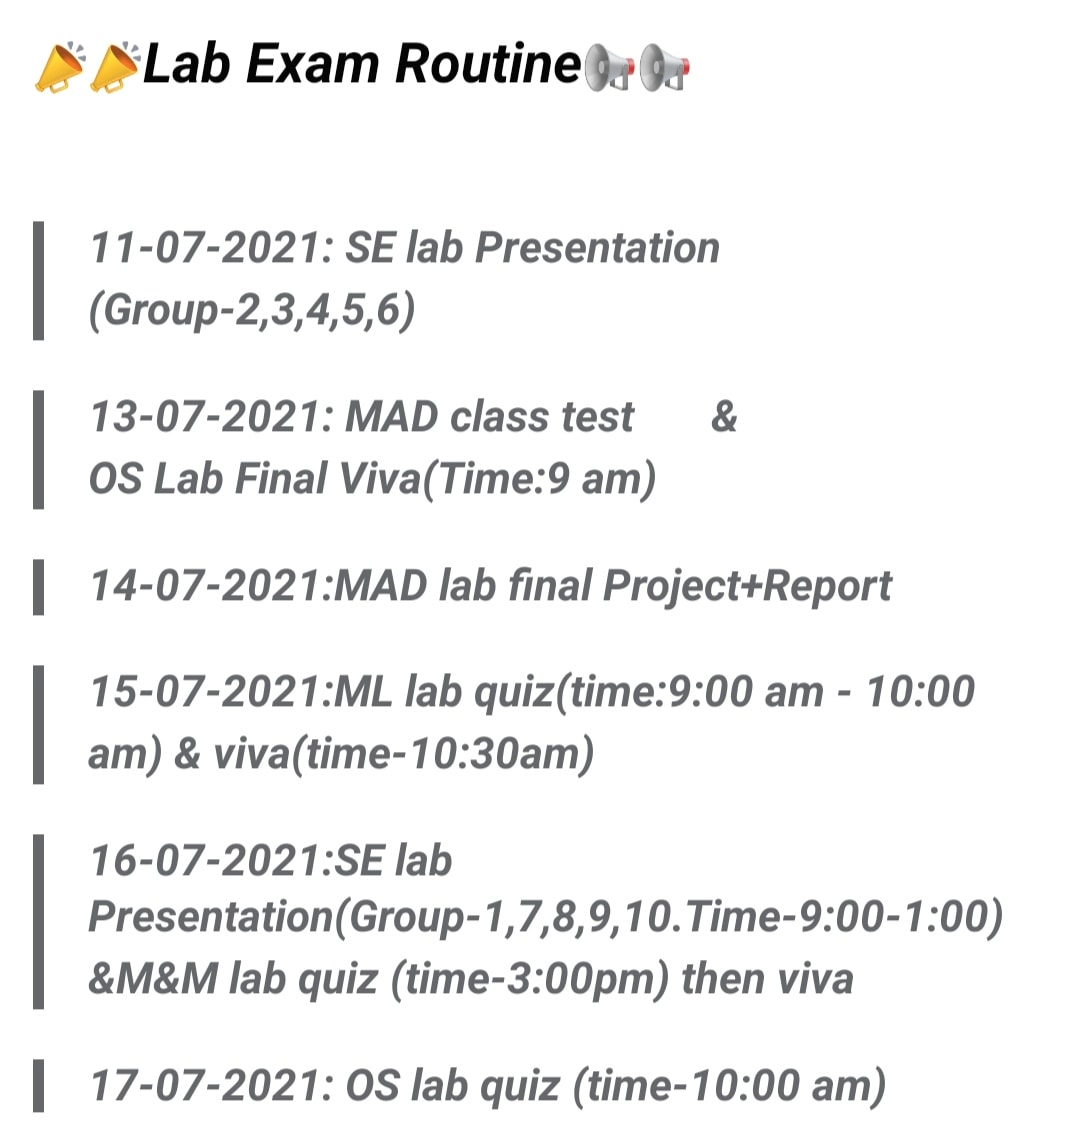 Lab Exam Routine
11-07-2021: SE lab Presentation
(Group-2,3,4,5,6)
13-07-2021: MAD class test &
OS Lab Final Viva(Time:9 am)
14-07-2021:MAD lab final Project+Report
15-07-2021:ML lab quiz(time:9:00 am - 10:00
am) & viva(time-10:30am)
16-07-2021:SE lab
Presentation(Group-1,7,8,9,10.Time-9:00-1:00)
&M&M lab quiz (time-3:00pm) then viva
17-07-2021: OS lab quiz (time-10:00 am)